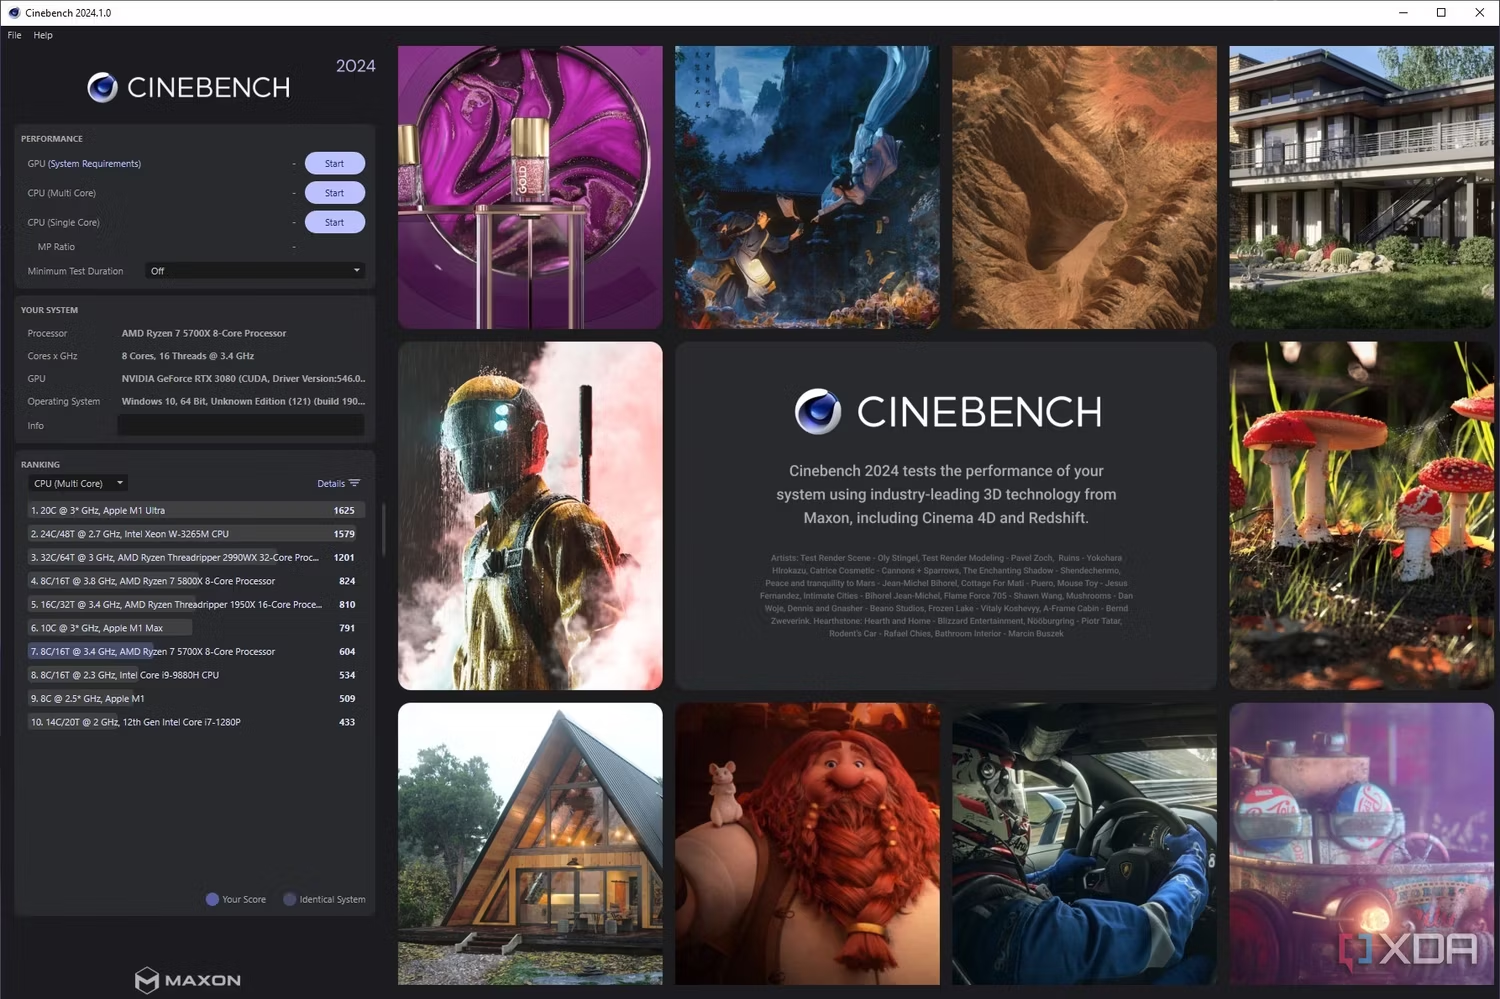 Cinebench 2024.1.0
File Help
CINEBENCH
2024
PERFORMANCE
GPU (System Requirements) - Start
CPU (Multi Core) - Start
CPU (Single Core) - Start
MP Ratio -
Minimum Test Duration Off
YOUR SYSTEM
Processor AMD Ryzen 7 5700X 8-Core Processor
Cores x GHz 8 Cores, 16 Threads @ 3.4 GHz
GPU NVIDIA GeForce RTX 3080 (CUDA, Driver Version:546.0..
Operating System Windows 10, 64 Bit, Unknown Edition (121) (build 190...
Info
RANKING
CPU (Multi Core) Details
1. 20C @ 3* GHz, Apple M1 Ultra 1625
2. 24C/48T @ 2.7 GHz, Intel Xeon W-3265M CPU 1579
3. 32C/64T @ 3 GHz, AMD Ryzen Threadripper 2990WX 32-Core Proc... 1201
4. 8C/16T @ 3.8 GHz, AMD Ryzen 7 5800X 8-Core Processor 824
5. 16C/32T @ 3.4 GHz, AMD Ryzen Threadripper 1950X 16-Core Proce... 810
6. 10C @ 3* GHz, Apple M1 Max 791
7. 8C/16T @ 3.4 GHz, AMD Ryzen 7 5700X 8-Core Processor 604
8. 8C/16T @ 2.3 GHz, Intel Core i9-9880H CPU 534
9. 8C @ 2.5* GHz, Apple M1 509
10. 14C/20T @ 2 GHz, 12th Gen Intel Core i7-1280P 433
Your Score Identical System
MAXON
GOLD
CINEBENCH
Cinebench 2024 tests the performance of your
system using industry-leading 3D technology from
Maxon, including Cinema 4D and Redshift.
Artists: Test Render Scene - Oly Stingel, Test Render Modeling - Pavel Zoch, Ruins - Yokohara
HIrokazu, Catrice Cosmetic - Cannons + Sparrows, The Enchanting Shadow - Shendechenmo,
Peace and tranquility to Mars - Jean-Michel Bihorel, Cottage For Mati - Puero, Mouse Toy - Jesus
Fernandez, Intimate Cities - Bihorel Jean-Michel, Flame Force 705 - Shawn Wang, Mushrooms - Dan
Woje, Dennis and Gnasher - Beano Studios, Frozen Lake - Vitaly Koshevyy, A-Frame Cabin - Bernd
Zweverink. Hearthstone: Hearth and Home - Blizzard Entertainment, Nööburgring - Piotr Tatar,
Rodent's Car - Rafael Chies, Bathroom Interior - Marcin Buszek
XDA